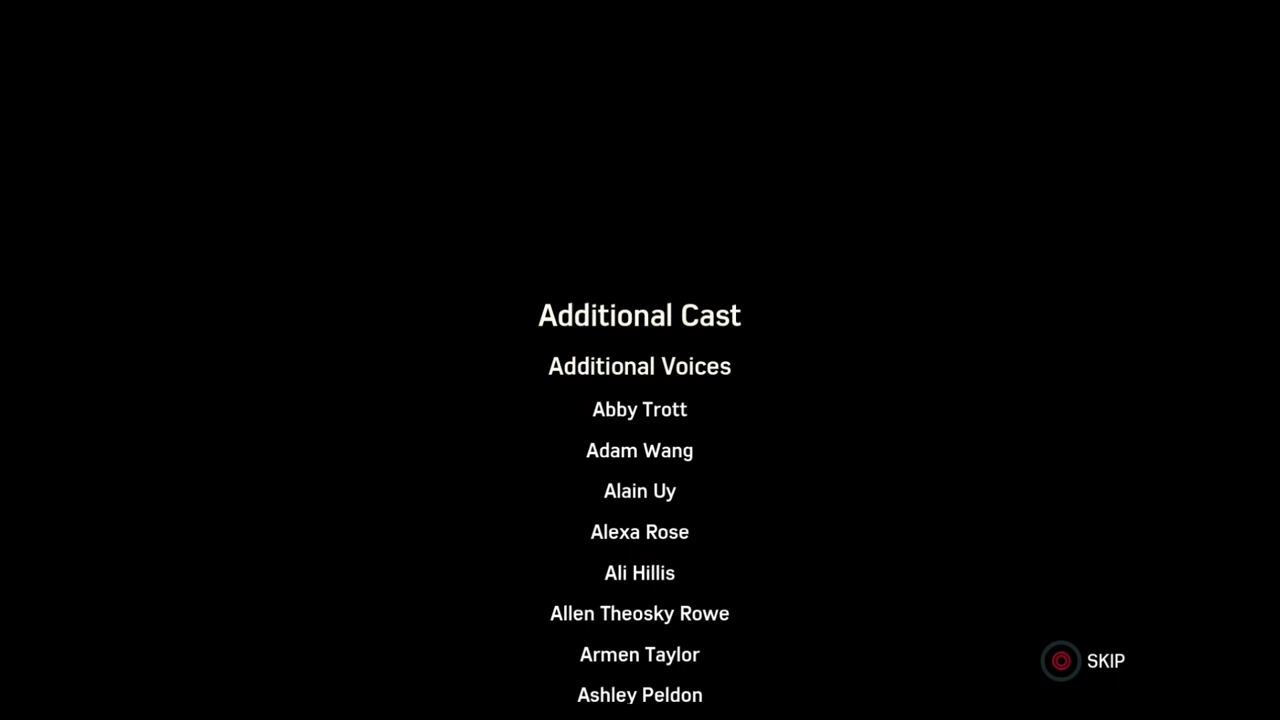 Additional Cast
Additional Voices
Abby Trott
Adam Wang
Alain Uy
Alexa Rose
Ali Hillis
Allen Theosky Rowe
Armen Taylor
SKIP
Ashley Peldon